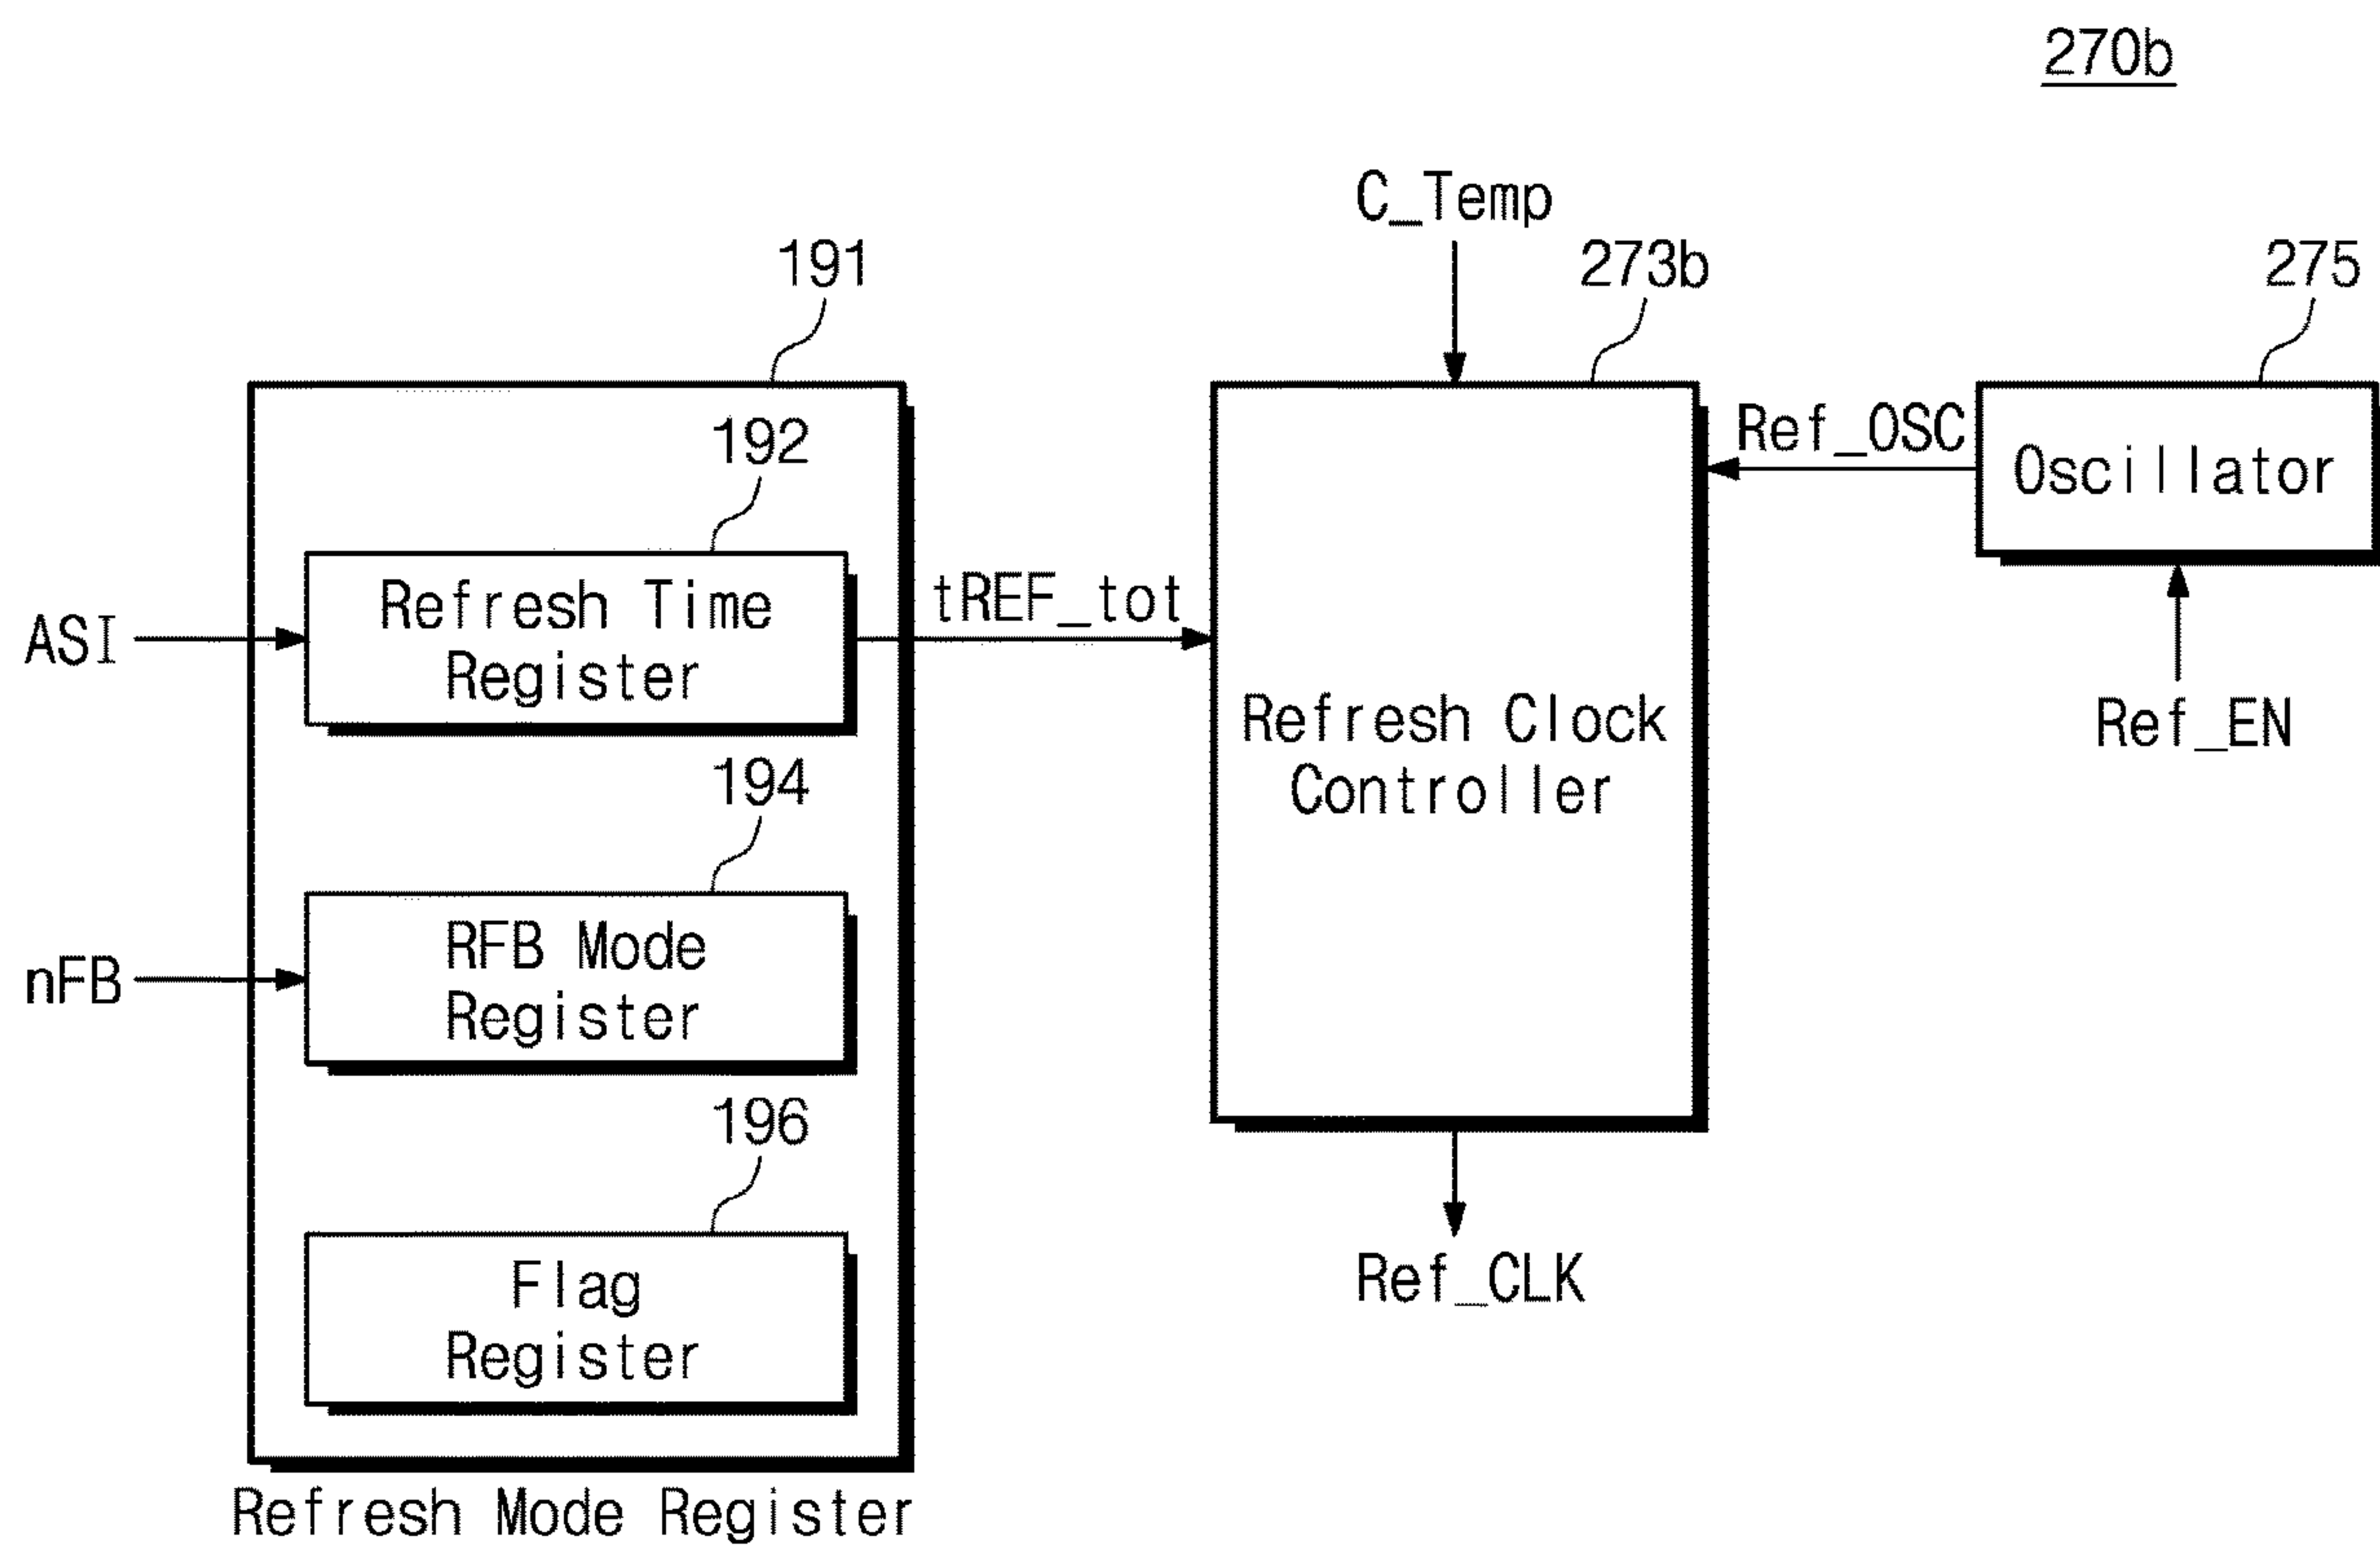 270b
C_Temp
191
273b
275
192
Ref_OSC
Oscillator
Refresh Time
Register
ASI
tREF_tot
Ref_EN
Refresh Clock
Controller
194
RFB Mode
Register
nFB
196
Flag
Register
Ref_CLK
Refresh Mode Register